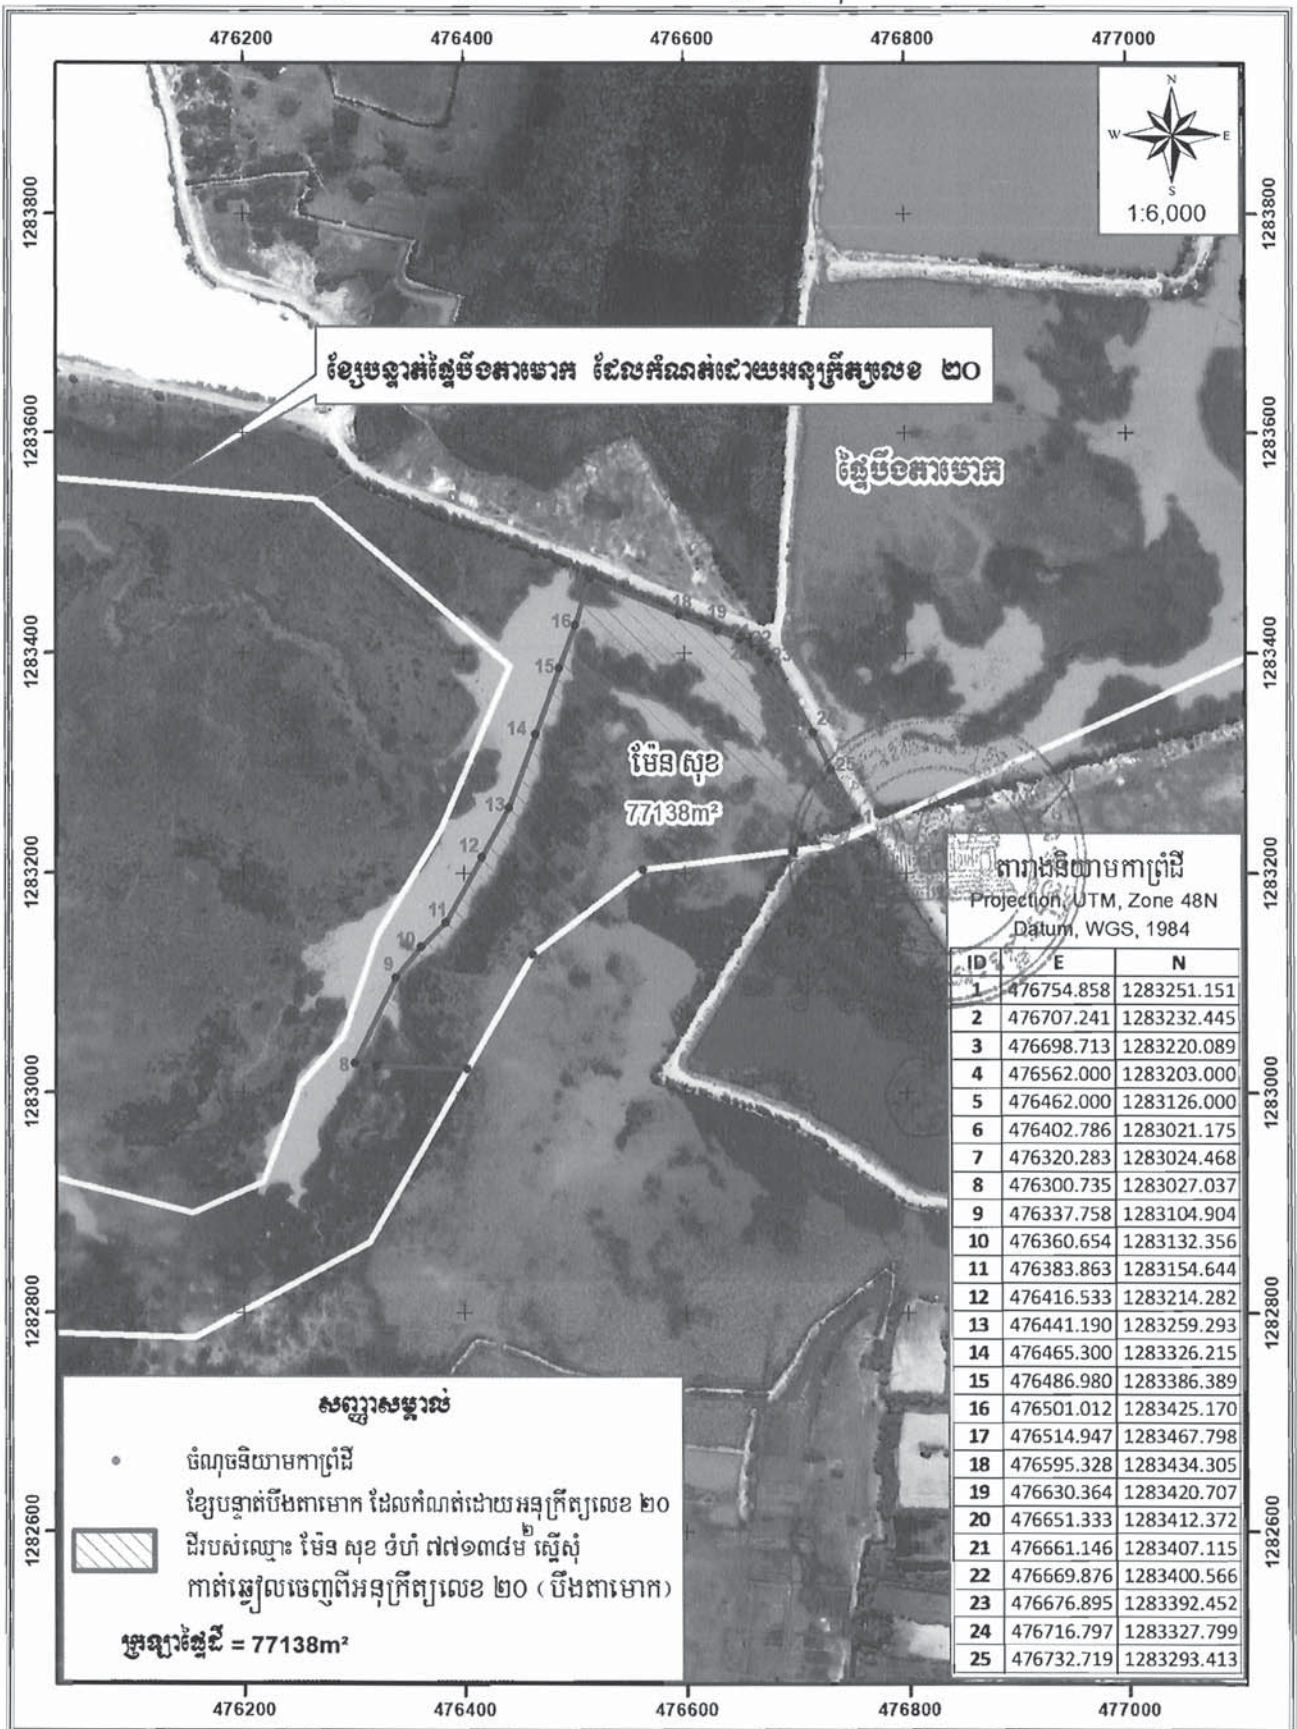 476200 476400 476600 476800 477000
N
W E
S
1:6,000
1283800 1283800
ខ្សែបន្ទាត់ផ្ទៃបឹងតាមោក ដែលកំណត់ដោយអនុក្រឹត្យលេខ ២០
1283600 1283600
ផ្ទៃបឹងតាមោក
18
19
16
22
1283400 1283400
15
23
24
14
25
ម៉ែន សុខ
77138m²
13
12
1283200 1283200
11
10
9
8
1283000 1283000
1282800 1282800
1282600 1282600
តារាងនិយាមការព្រំដី
Projection, UTM, Zone 48N
Datum, WGS, 1984
ID E N
1 476754.858 1283251.151
2 476707.241 1283232.445
3 476698.713 1283220.089
4 476562.000 1283203.000
5 476462.000 1283126.000
6 476402.786 1283021.175
7 476320.283 1283024.468
8 476300.735 1283027.037
9 476337.758 1283104.904
10 476360.654 1283132.356
11 476383.863 1283154.644
12 476416.533 1283214.282
13 476441.190 1283259.293
14 476465.300 1283326.215
15 476486.980 1283386.389
16 476501.012 1283425.170
17 476514.947 1283467.798
18 476595.328 1283434.305
19 476630.364 1283420.707
20 476651.333 1283412.372
21 476661.146 1283407.115
22 476669.876 1283400.566
23 476676.895 1283392.452
24 476716.797 1283327.799
25 476732.719 1283293.413
សញ្ញាសម្គាល់
ចំណុចនិយាមការព្រំដី
ខ្សែបន្ទាត់បឹងតាមោក ដែលកំណត់ដោយអនុក្រឹត្យលេខ ២០
ដីរបស់ឈ្មោះ ម៉ែន សុខ ទំហំ ៧៧១៣៨ម២ ស្នើសុំ
កាត់ឆ្វៀលចេញពីអនុក្រឹត្យលេខ ២០ (បឹងតាមោក)
ក្រឡាផ្ទៃដី = 77138m²
476200 476400 476600 476800 477000